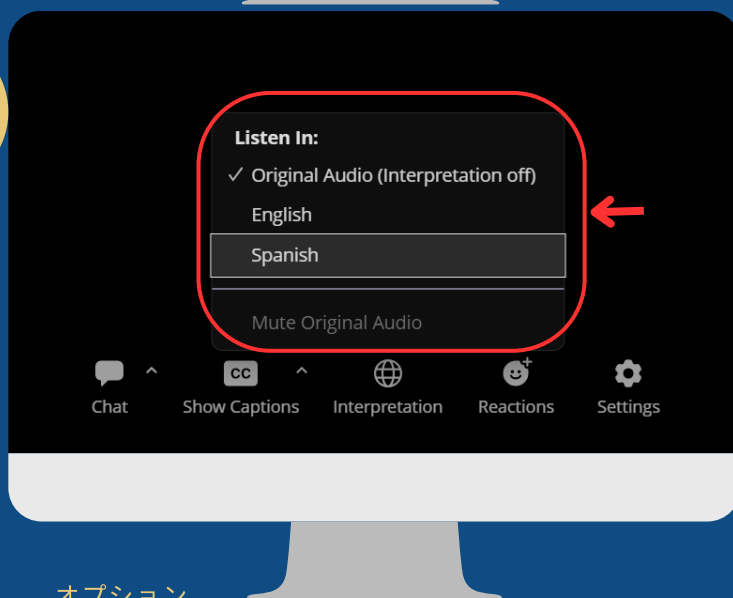 Listen In:
✓ Original Audio (Interpretation off)
English
Spanish
Mute Original Audio
CC
Chat
Show Captions
Interpretation
Reactions
Settings
オプション